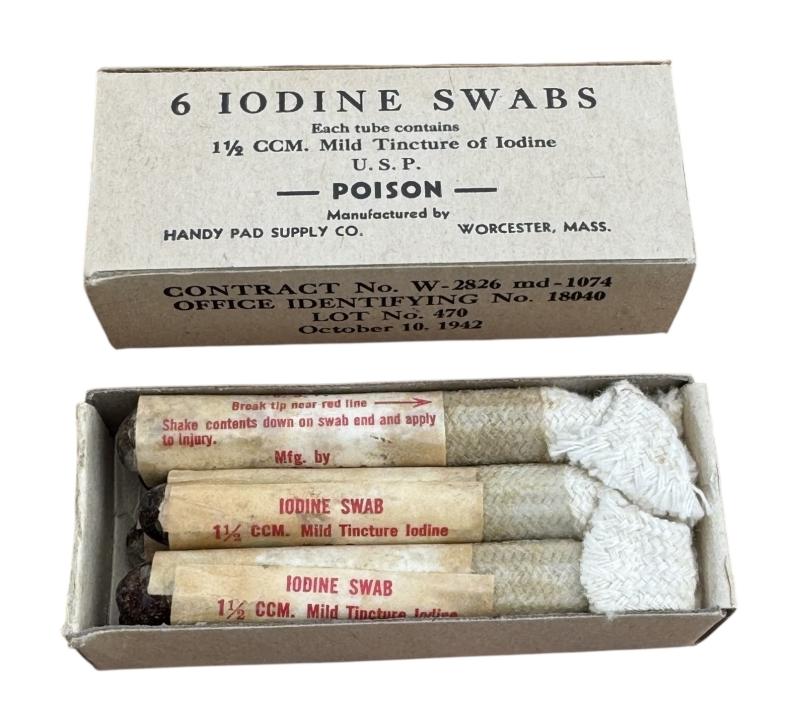 6 IODINE SWABS
Each tube contains
1½ CCM. Mild Tincture of Iodine
U. S. P.
— POISON —
Manufactured by
HANDY PAD SUPPLY CO. WORCESTER, MASS.
CONTRACT No. W-2826 md-1074
OFFICE IDENTIFYING No. 18040
LOT No. 470
October 10. 1942
Break tip near red line
Shake contents down on swab end and apply
to injury.
Mfg. by
IODINE SWAB
1½ CCM. Mild Tincture Iodine
IODINE SWAB
1½ CCM. Mild Tincture Iodine